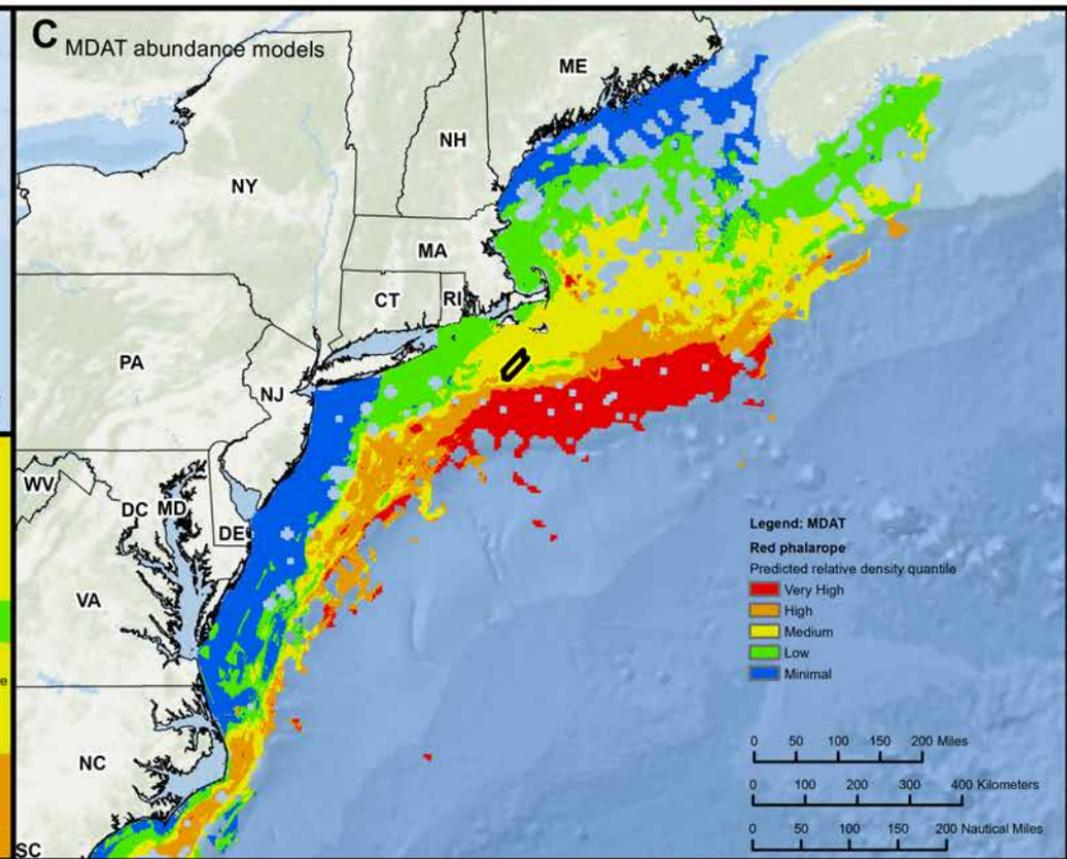 C MDAT abundance models
ME
NH
NY
MA
CT
RI
PA
NJ
WV
DC
MD
DE
VA
NC
SC
e
Legend: MDAT
Red phalarope
Predicted relative density quantile
Very High
High
Medium
Low
Minimal
0 50 100 150 200 Miles
0 100 200 300 400 Kilometers
0 50 100 150 200 Nautical Miles